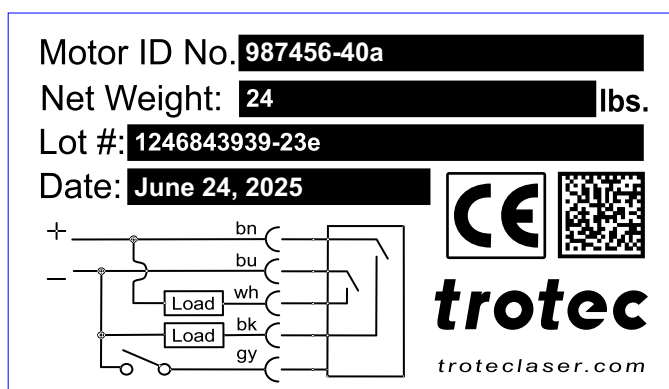 Motor ID No. 987456-40a
Net Weight: 24 lbs.
Lot #: 1246843939-23e
Date: June 24, 2025
CE
+ bn
— bu
Load wh
Load bk
gy
trotec
troteclaser.com